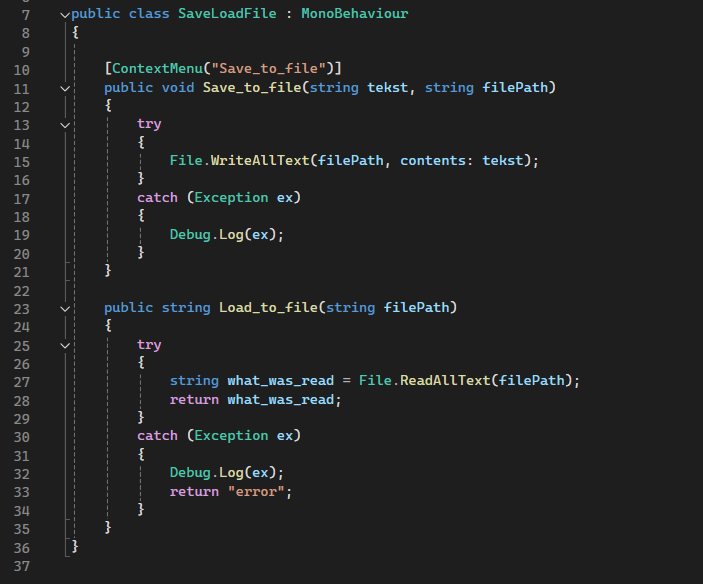 7 public class SaveLoadFile : MonoBehaviour
8 {
9
10 [ContextMenu("Save_to_file")]
11 public void Save_to_file(string tekst, string filePath)
12 {
13 try
14 {
15 File.WriteAllText(filePath, contents: tekst);
16 }
17 catch (Exception ex)
18 {
19 Debug.Log(ex);
20 }
21 }
22
23 public string Load_to_file(string filePath)
24 {
25 try
26 {
27 string what_was_read = File.ReadAllText(filePath);
28 return what_was_read;
29 }
30 catch (Exception ex)
31 {
32 Debug.Log(ex);
33 return "error";
34 }
35 }
36 }
37